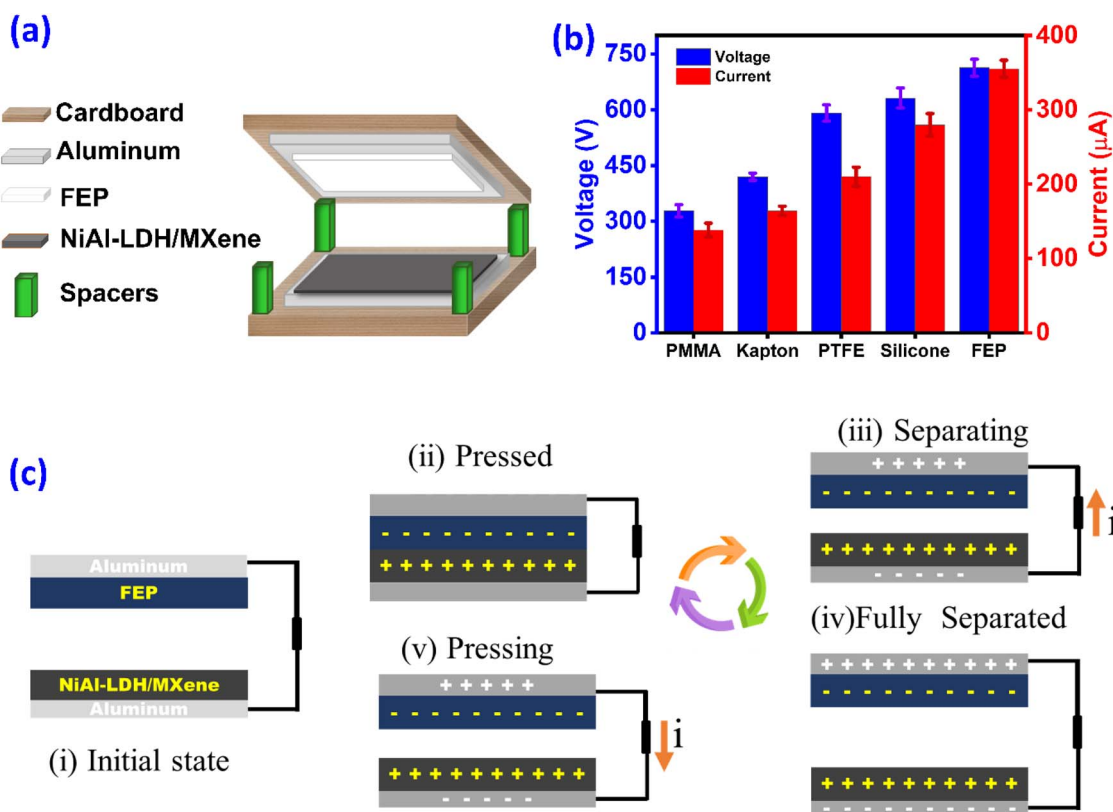 (a)
Cardboard
Aluminum
FEP
NiAl-LDH/MXene
Spacers
(b)
Voltage
Current
Voltage (V)
750
600
450
300
150
0
Current (μA)
400
300
200
100
0
PMMA Kapton PTFE Silicone FEP
(c)
Aluminum
FEP
NiAl-LDH/MXene
Aluminum
(i) Initial state
(ii) Pressed
- - - - - - - - - -
+ + + + + + + + + +
(iii) Separating
+ + + + +
- - - - - - - - - -
+ + + + + + + + + +
- - - - -
i
(iv)Fully Separated
+ + + + + + + + + +
- - - - - - - - - -
+ + + + + + + + + +
- - - - - - - - - -
(v) Pressing
+ + + + +
- - - - - - - - - -
+ + + + + + + + + +
- - - - -
i